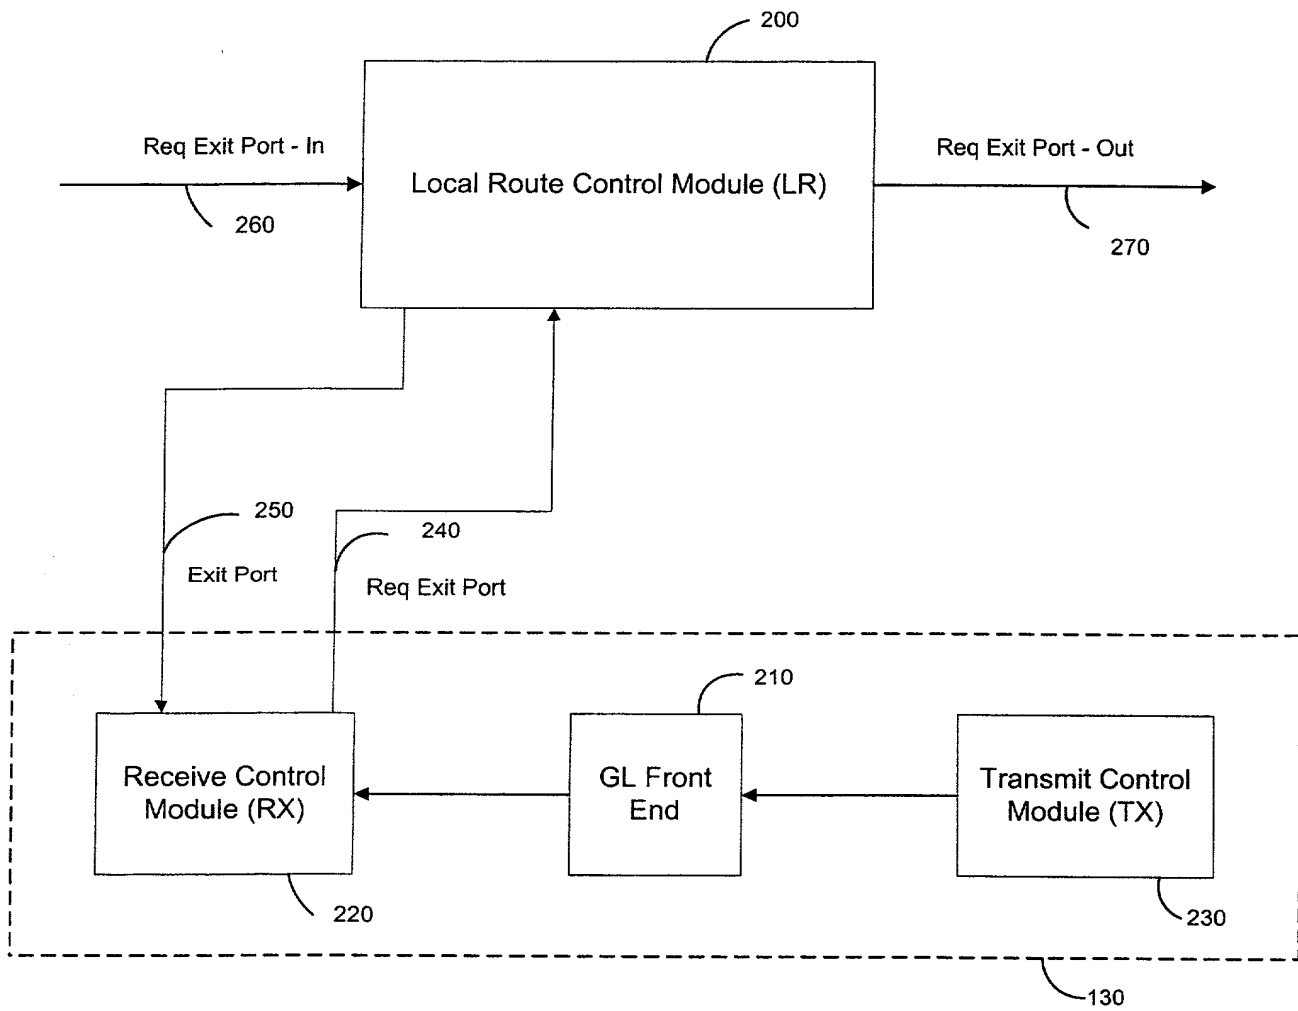 200
Req Exit Port - In
Req Exit Port - Out
Local Route Control Module (LR)
260
270
250
240
Exit Port
Req Exit Port
210
Receive Control
Module (RX)
GL Front
End
Transmit Control
Module (TX)
220
230
130